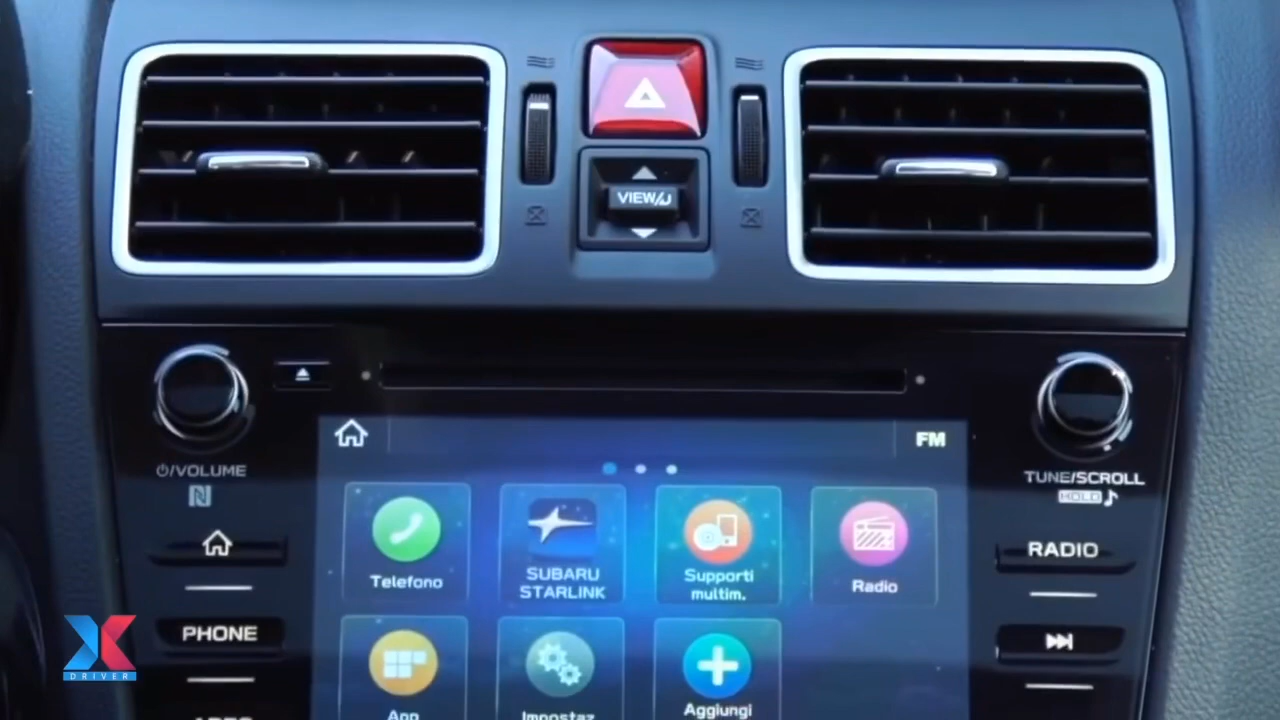 VIEW/
FM
VOLUME
TUNE/SCROLL
HOLD
Telefono
SUBARU
STARLINK
Supporti
multim.
Radio
RADIO
PHONE
DRIVER
App
Impostaz
Aggiungi